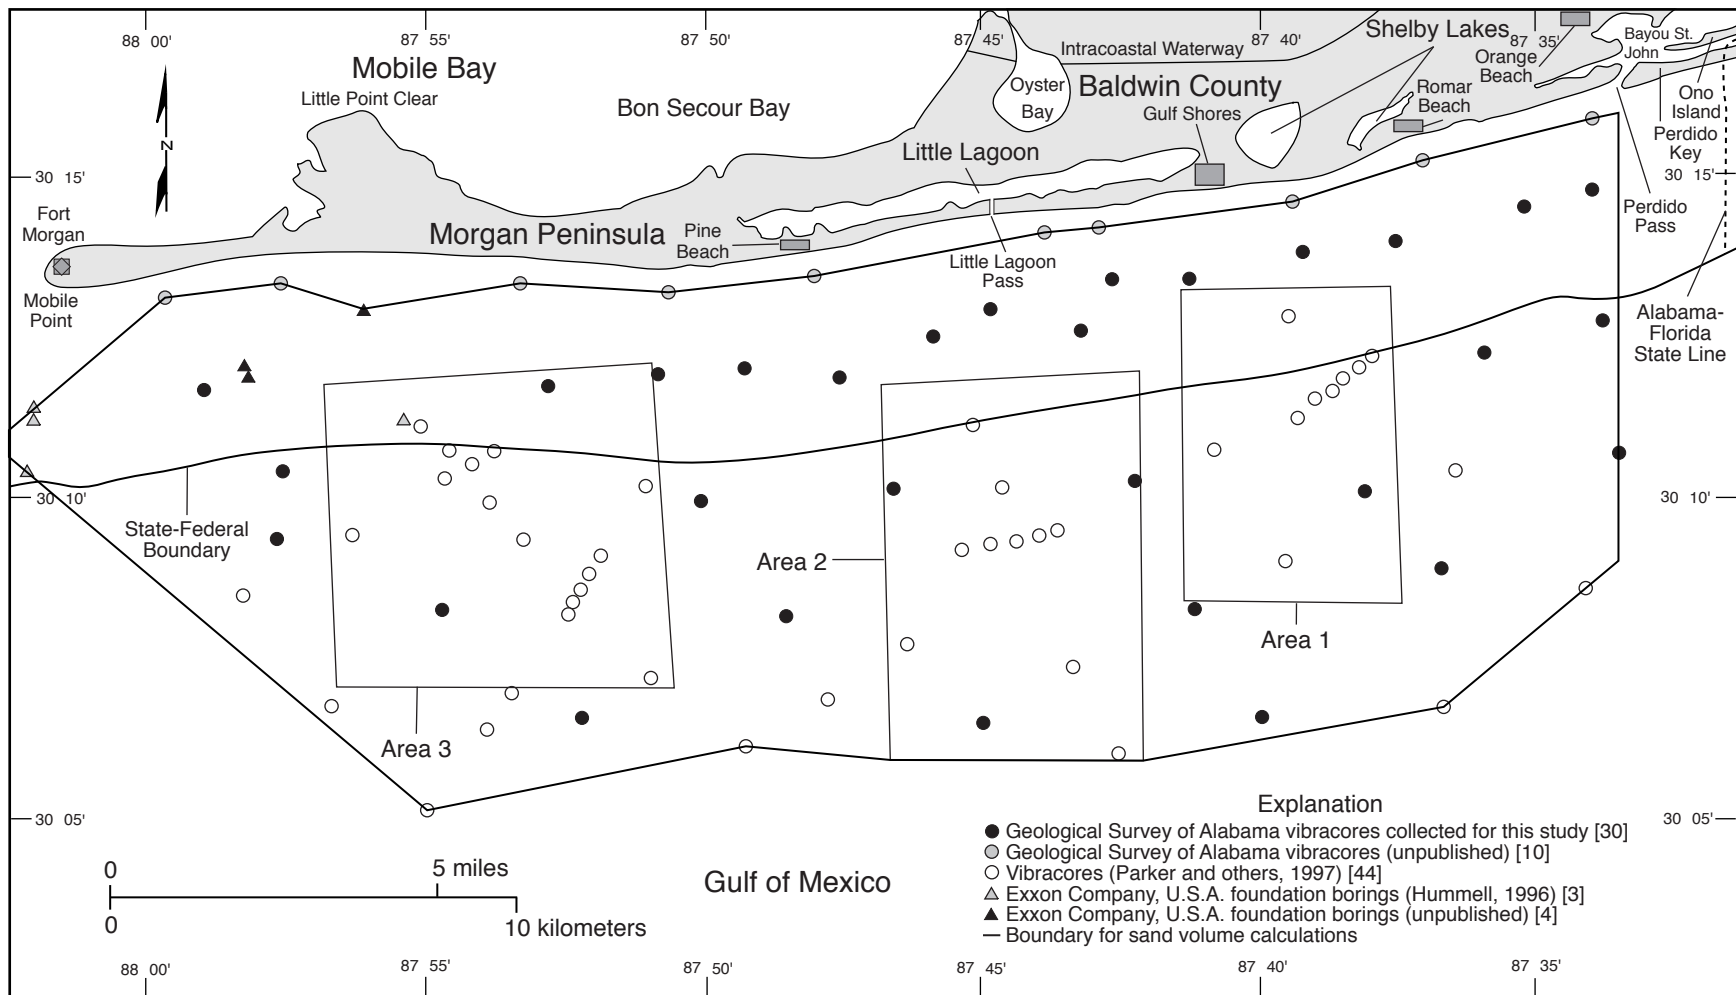 88 00'
87 55'
87 50'
87 45'
87 40'
87 35'
Shelby Lakes
Bayou St.
John
Intracoastal Waterway
Orange
Beach
Mobile Bay
Little Point Clear
Bon Secour Bay
Oyster
Bay
Baldwin County
Gulf Shores
Romar
Beach
Ono
Island
Perdido
Key
N
Little Lagoon
30 15'
30 15'
Fort
Morgan
Morgan Peninsula
Pine
Beach
Perdido
Pass
Little Lagoon
Pass
Mobile
Point
Alabama-
Florida
State Line
30 10'
30 10'
State-Federal
Boundary
Area 2
Area 1
Area 3
30 05'
30 05'
Explanation
Geological Survey of Alabama vibracores collected for this study [30]
Geological Survey of Alabama vibracores (unpublished) [10]
Vibracores (Parker and others, 1997) [44]
Exxon Company, U.S.A. foundation borings (Hummell, 1996) [3]
Exxon Company, U.S.A. foundation borings (unpublished) [4]
Boundary for sand volume calculations
0
5 miles
0
10 kilometers
Gulf of Mexico
88 00'
87 55'
87 50'
87 45'
87 40'
87 35'